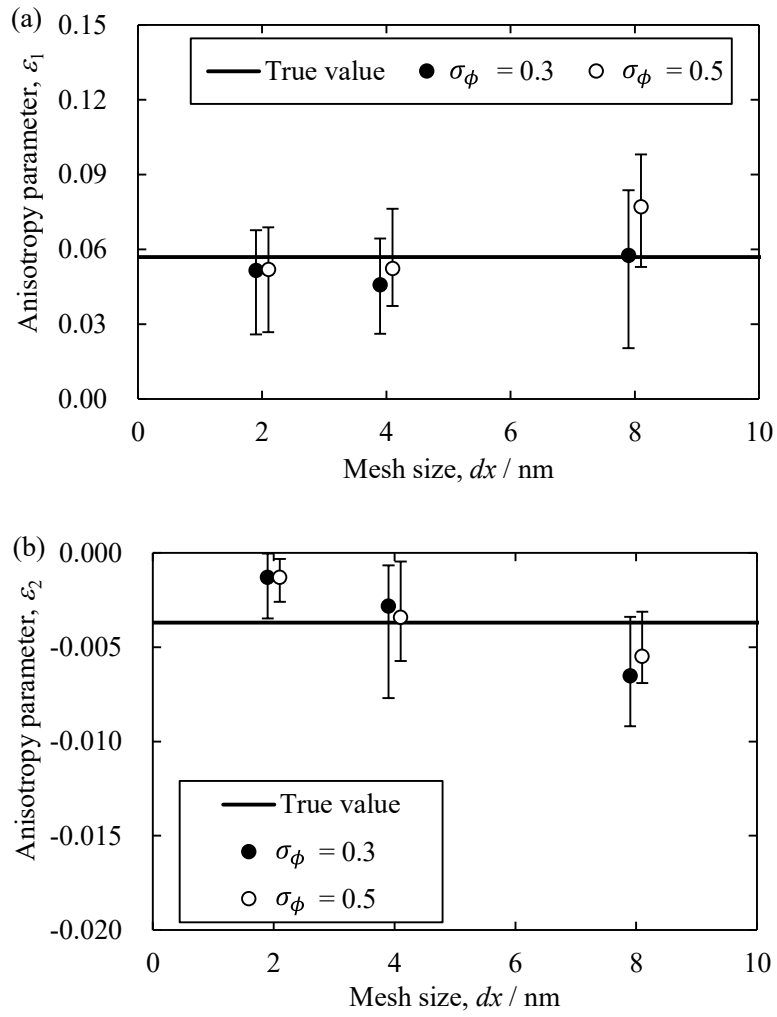 (a)
0.15
0.12
0.09
0.06
0.03
0.00
Anisotropy parameter, ε1
True value σϕ = 0.3 σϕ = 0.5
0 2 4 6 8 10
Mesh size, dx / nm
(b)
0.000
-0.005
-0.010
-0.015
-0.020
Anisotropy parameter, ε2
True value
σϕ = 0.3
σϕ = 0.5
0 2 4 6 8 10
Mesh size, dx / nm